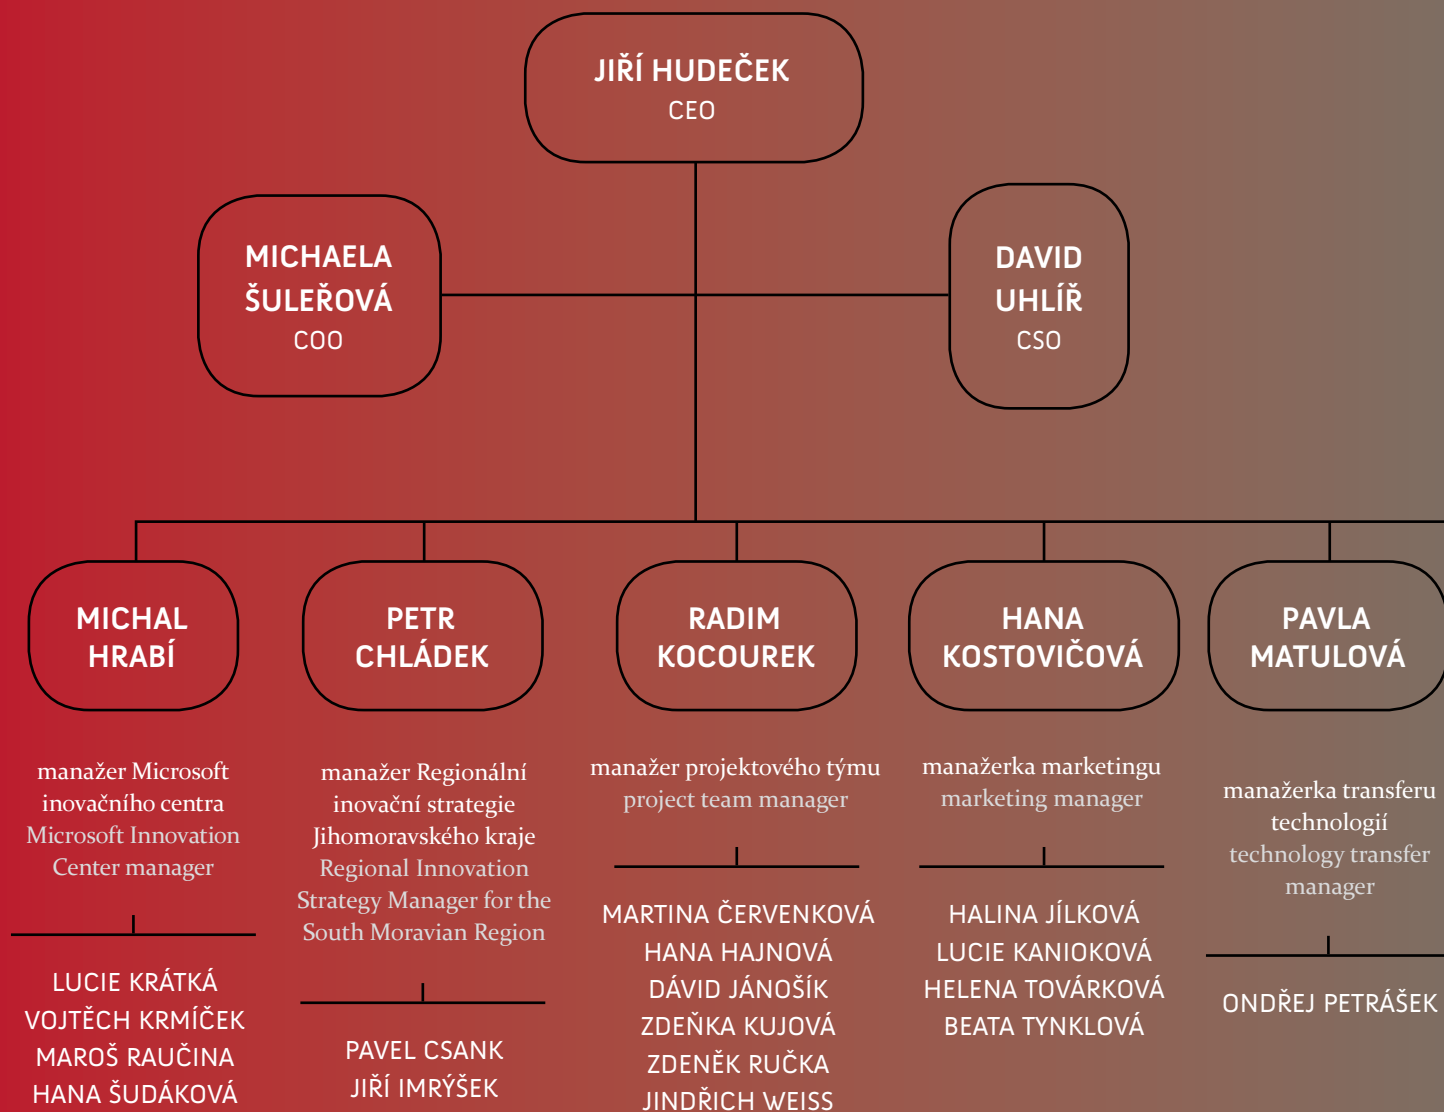 JIŘÍ HUDEČEK
CEO
MICHAELA
ŠULEŘOVÁ
COO
DAVID
UHLÍŘ
CSO
MICHAL
HRABÍ
manažer Microsoft
inovačního centra
Microsoft Innovation
Center manager
LUCIE KRÁTKÁ
VOJTĚCH KRMÍČEK
MAROŠ RAUČINA
HANA ŠUDÁKOVÁ
PETR
CHLÁDEK
manažer Regionální
inovační strategie
Jihomoravského kraje
Regional Innovation
Strategy Manager for the
South Moravian Region
PAVEL CSANK
JIŘÍ IMRÝŠEK
RADIM
KOCOUREK
manažer projektového týmu
project team manager
MARTINA ČERVENKOVÁ
HANA HAJNOVÁ
DÁVID JÁNOŠÍK
ZDEŇKA KUJOVÁ
ZDENĚK RUČKA
JINDŘICH WEISS
HANA
KOSTOVIČOVÁ
manažerka marketingu
marketing manager
HALINA JÍLKOVÁ
LUCIE KANIOKOVÁ
HELENA TOVÁRKOVÁ
BEATA TYNKLOVÁ
PAVLA
MATULOVÁ
manažerka transferu
technologií
technology transfer
manager
ONDŘEJ PETRÁŠEK